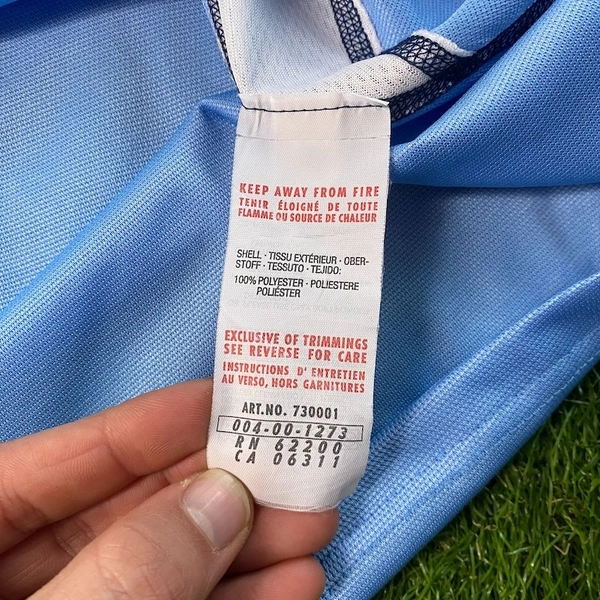 KEEP AWAY FROM FIRE
TENIR ÉLOIGNÉ DE TOUTE
FLAMME OU SOURCE DE CHALEUR
SHELL · TISSU EXTÉRIEUR · OBER-
STOFF · TESSUTO · TEJIDO:
100% POLYESTER · POLIESTERE
POLIÉSTER
EXCLUSIVE OF TRIMMINGS
SEE REVERSE FOR CARE
INSTRUCTIONS D' ENTRETIEN
AU VERSO, HORS GARNITURES
ART.NO. 730001
004-00-1273
RN 62200
CA 06311